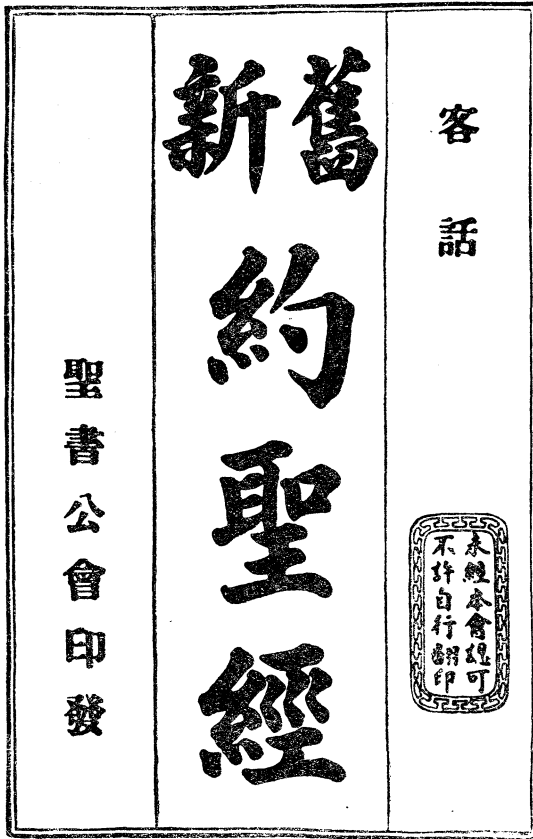 客話
未經本會規可
不許自行翻印
舊新
約聖經
聖書公會印發